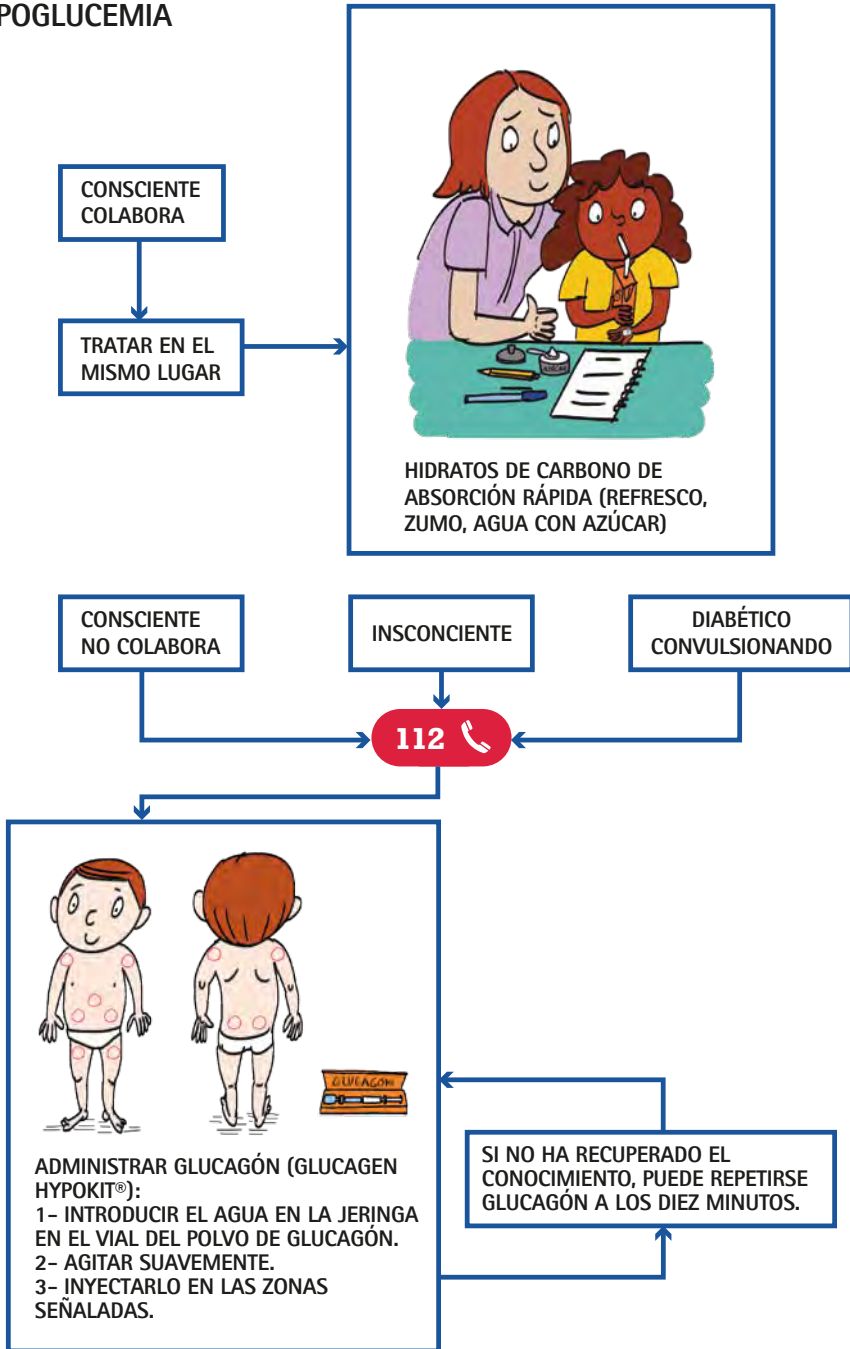 POGLUCEMIA
CONSCIENTE
COLABORA
TRATAR EN EL
MISMO LUGAR
AZÚCAR
HIDRATOS DE CARBONO DE
ABSORCIÓN RÁPIDA (REFRESCO,
ZUMO, AGUA CON AZÚCAR)
CONSCIENTE
NO COLABORA
INSCONCIENTE
DIABÉTICO
CONVULSIONANDO
112
GLUCAGON
ADMINISTRAR GLUCAGÓN (GLUCAGEN
HYPOKIT®):
1- INTRODUCIR EL AGUA EN LA JERINGA
EN EL VIAL DEL POLVO DE GLUCAGÓN.
2- AGITAR SUAVEMENTE.
3- INYECTARLO EN LAS ZONAS
SEÑALADAS.
SI NO HA RECUPERADO EL
CONOCIMIENTO, PUEDE REPETIRSE
GLUCAGÓN A LOS DIEZ MINUTOS.